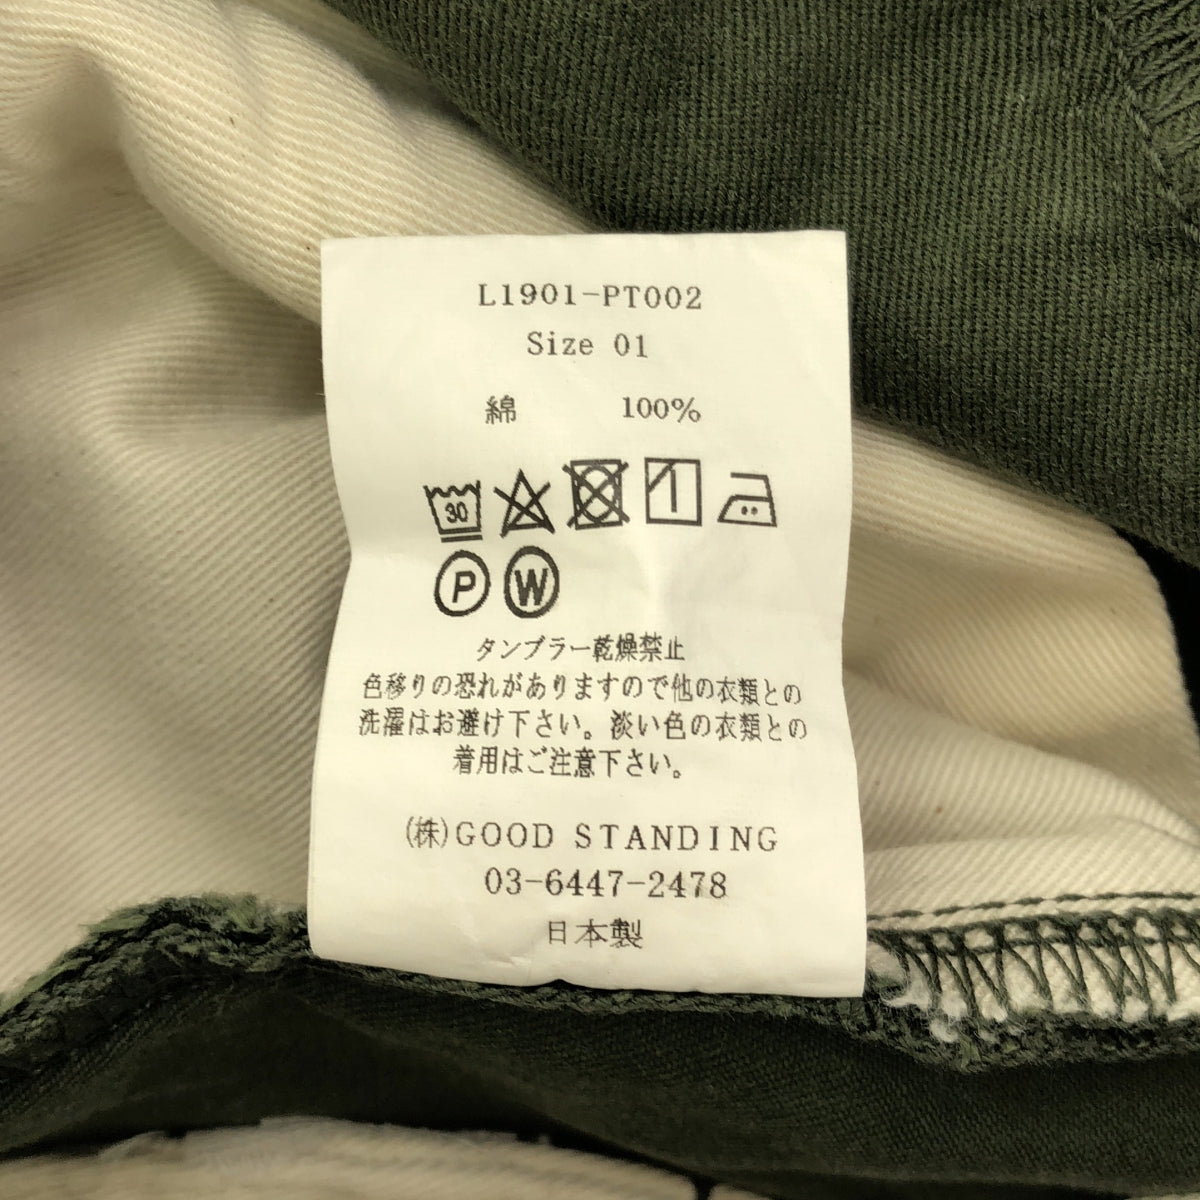 L1901-PT002
Size 01
綿 100%
30
P W
タンブラー乾燥禁止
色移りの恐れがありますので他の衣類との
洗濯はお避け下さい。淡い色の衣類との
着用はご注意下さい。
(株)GOOD STANDING
03-6447-2478
日本製